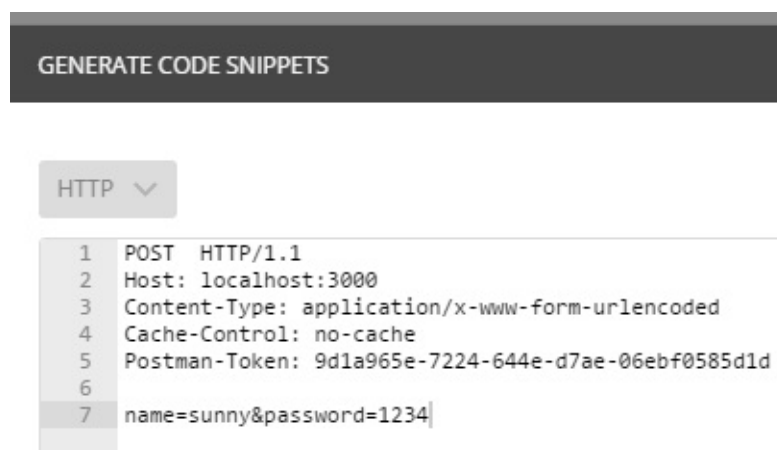 GENERATE CODE SNIPPETS
HTTP
1 POST  HTTP/1.1
2 Host: localhost:3000
3 Content-Type: application/x-www-form-urlencoded
4 Cache-Control: no-cache
5 Postman-Token: 9d1a965e-7224-644e-d7ae-06ebf0585d1d
6
7 name=sunny&password=1234